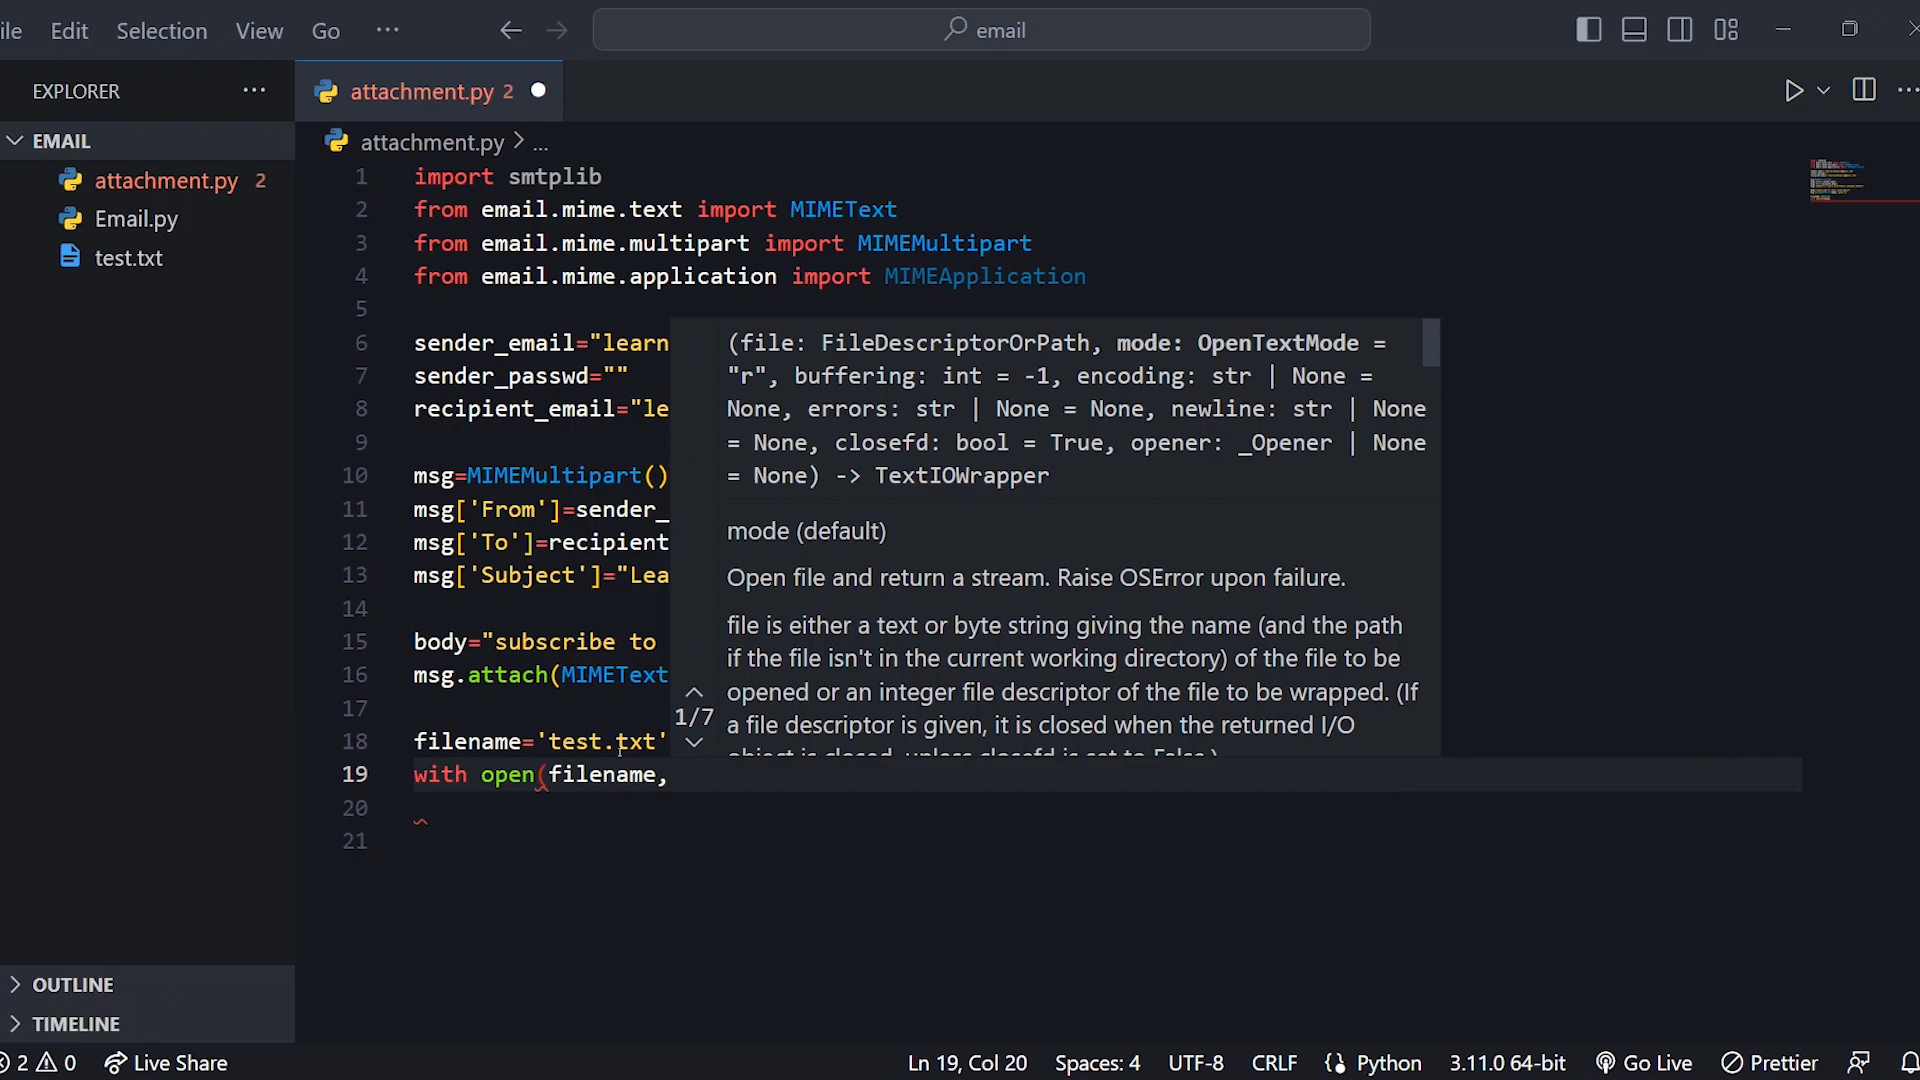 ile Edit Selection View Go ··· email
EXPLORER ···
attachment.py 2
EMAIL
attachment.py 2
Email.py
test.txt
attachment.py > ...
1 import smtplib
2 from email.mime.text import MIMEText
3 from email.mime.multipart import MIMEMultipart
4 from email.mime.application import MIMEApplication
5
6 sender_email="learn
7 sender_passwd=""
8 recipient_email="le
9
10 msg=MIMEMultipart()
11 msg['From']=sender_
12 msg['To']=recipient
13 msg['Subject']="Lea
14
15 body="subscribe to
16 msg.attach(MIMEText
17
18 filename='test.txt'
19 with open(filename,
20
21
(file: FileDescriptorOrPath, mode: OpenTextMode =
"r", buffering: int = -1, encoding: str | None =
None, errors: str | None = None, newline: str | None
= None, closefd: bool = True, opener: _Opener | None
= None) -> TextIOWrapper
mode (default)
Open file and return a stream. Raise OSError upon failure.
file is either a text or byte string giving the name (and the path
if the file isn't in the current working directory) of the file to be
opened or an integer file descriptor of the file to be wrapped. (If
a file descriptor is given, it is closed when the returned I/O
object is closed, unless closefd is set to False.)
1/7
OUTLINE
TIMELINE
2 0 Live Share Ln 19, Col 20 Spaces: 4 UTF-8 CRLF Python 3.11.0 64-bit Go Live Prettier